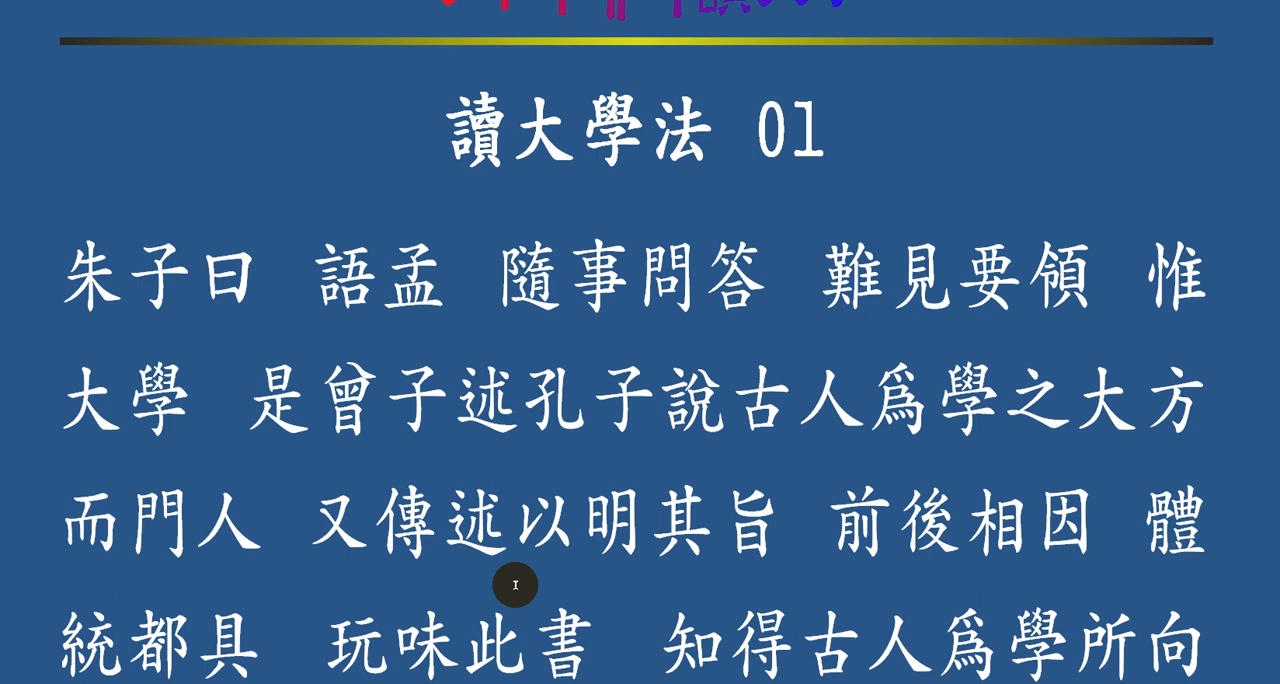 讀大學法 01
朱子曰 語孟 隨事問答 難見要領 惟
大學 是曾子述孔子說古人爲學之大方
而門人 又傳述以明其旨 前後相因 體
統都具 玩味此書 知得古人爲學所向